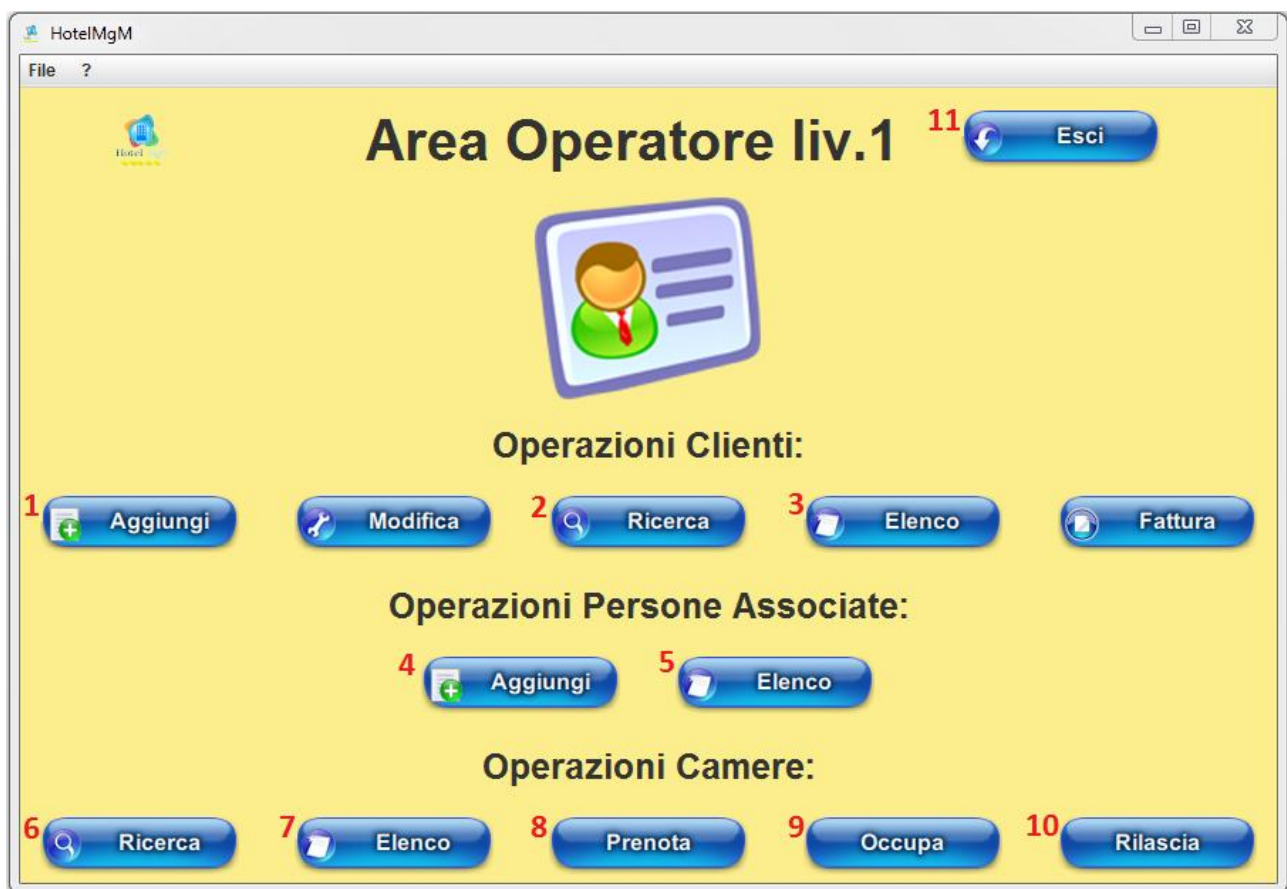 HotelMgM
File ?
Hotel
Area Operatore liv.1
11 Esci
Operazioni Clienti:
1 Aggiungi Modifica 2 Ricerca 3 Elenco Fattura
Operazioni Persone Associate:
4 Aggiungi 5 Elenco
Operazioni Camere:
6 Ricerca 7 Elenco 8 Prenota 9 Occupa 10 Rilascia